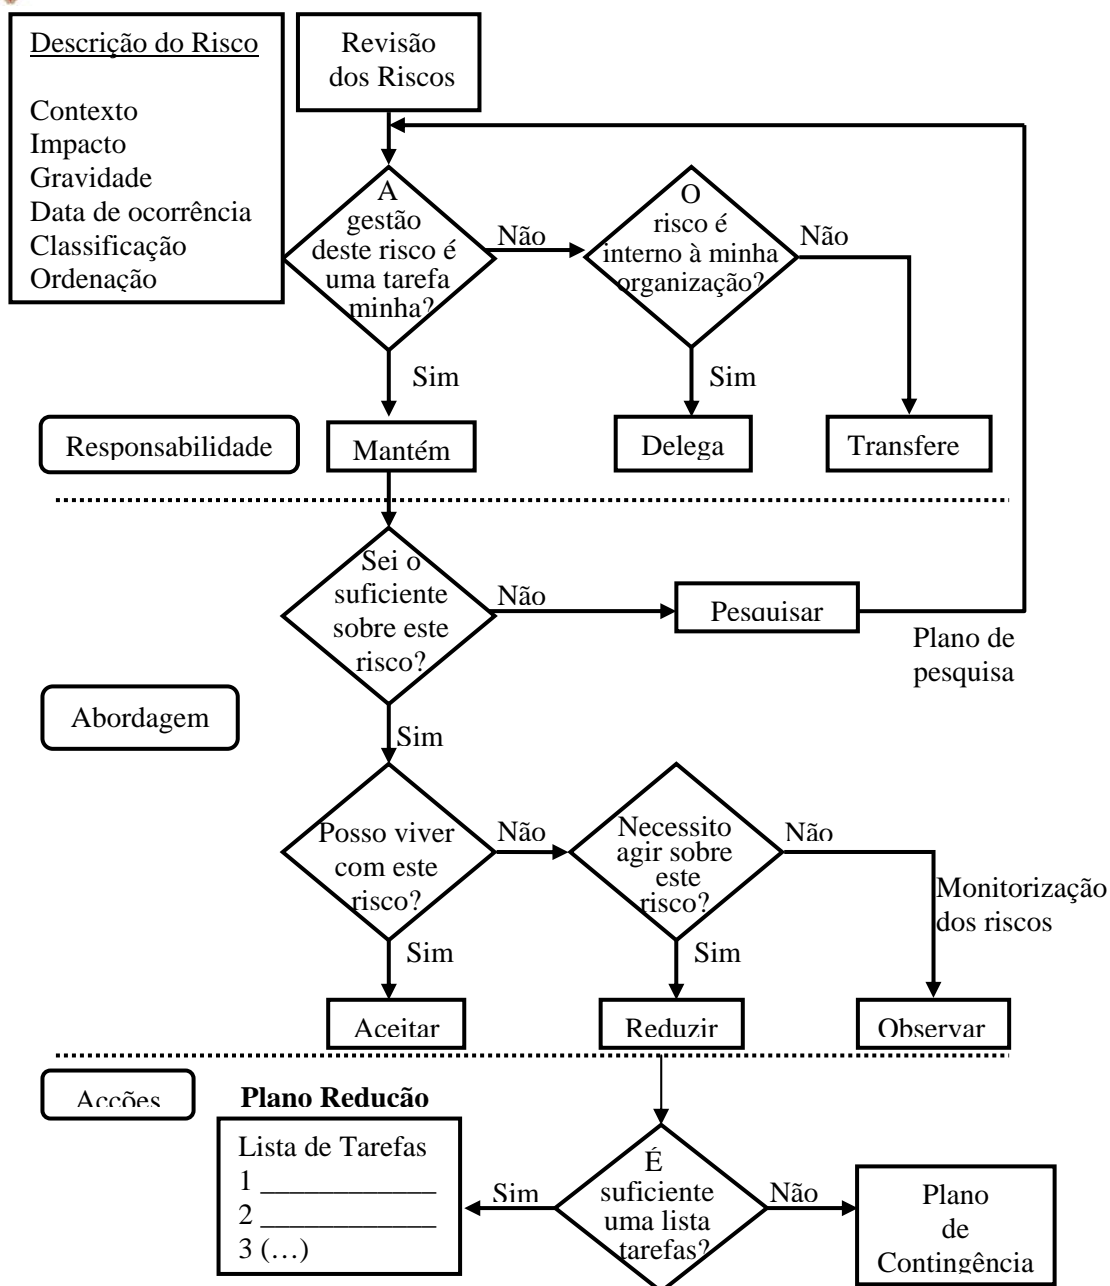 Descrição do Risco
Contexto
Impacto
Gravidade
Data de ocorrência
Classificação
Ordenação
Revisão
dos Riscos
A
gestão
deste risco é
uma tarefa
minha?
Não
O
risco é
interno à minha
organização?
Não
Sim
Sim
Responsabilidade
Mantém
Delega
Transfere
Sei o
suficiente
sobre este
risco?
Não
Pesquisar
Plano de
pesquisa
Abordagem
Sim
Posso viver
com este
risco?
Não
Necessito
agir sobre
este
risco?
Não
Monitorização
dos riscos
Sim
Sim
Aceitar
Reduzir
Observar
Acções
Plano Redução
Lista de Tarefas
1 ____________
2 ____________
3 (…)
Sim
É
suficiente
uma lista
tarefas?
Não
Plano
de
Contingência